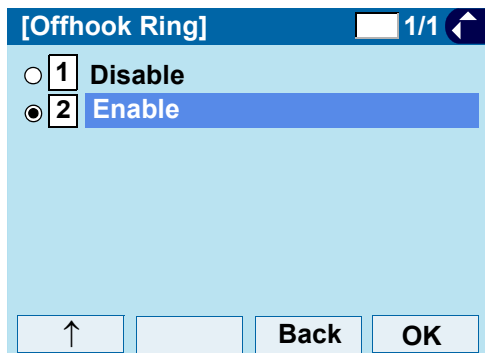 [Offhook Ring] 1/1
1 Disable
2 Enable
↑ Back OK